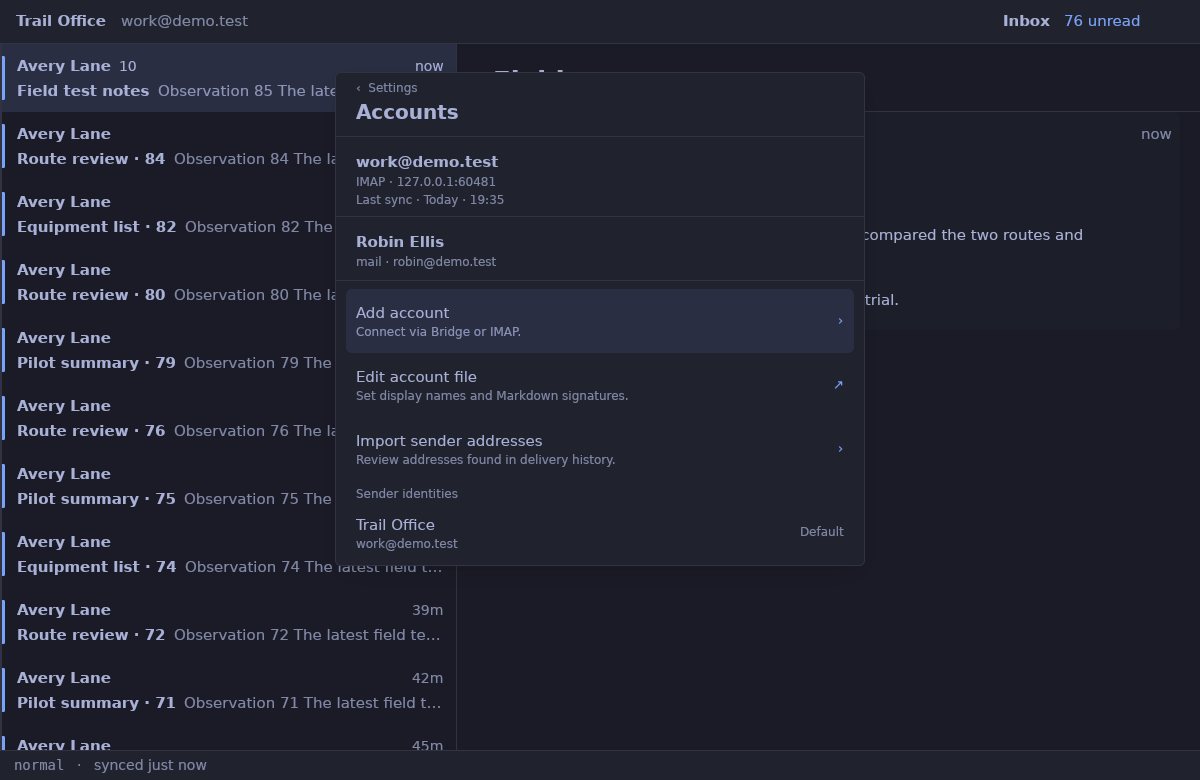 Trail Office work@demo.test Inbox 76 unread
Avery Lane 10 now
Field test notes Observation 85 The late
Avery Lane
Route review · 84 Observation 84 The la
Avery Lane
Equipment list · 82 Observation 82 The
Avery Lane
Route review · 80 Observation 80 The la
Avery Lane
Pilot summary · 79 Observation 79 The
Avery Lane
Route review · 76 Observation 76 The la
Avery Lane
Pilot summary · 75 Observation 75 The
Avery Lane
Equipment list · 74 Observation 74 The latest field t…
Avery Lane 39m
Route review · 72 Observation 72 The latest field te…
Avery Lane 42m
Pilot summary · 71 Observation 71 The latest field t…
Avery Lane 45m
‹ Settings
Accounts
work@demo.test
IMAP · 127.0.0.1:60481
Last sync · Today · 19:35
Robin Ellis
mail · robin@demo.test
Add account ›
Connect via Bridge or IMAP.
Edit account file ↗
Set display names and Markdown signatures.
Import sender addresses ›
Review addresses found in delivery history.
Sender identities
Trail Office Default
work@demo.test
now
compared the two routes and
trial.
normal · synced just now